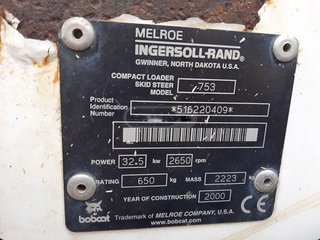 MELROE
INGERSOLL-RAND®
GWINNER, NORTH DAKOTA U.S.A.
COMPACT LOADER
SKID STEER
MODEL 753
Product
Identification
Number *516220409*
POWER 32.5 kw 2650 rpm
RATING 650 kg MASS 2223 kg
YEAR OF CONSTRUCTION 2000
bobcat
CE
Trademark of MELROE COMPANY, U.S.A.
www.bobcat.com